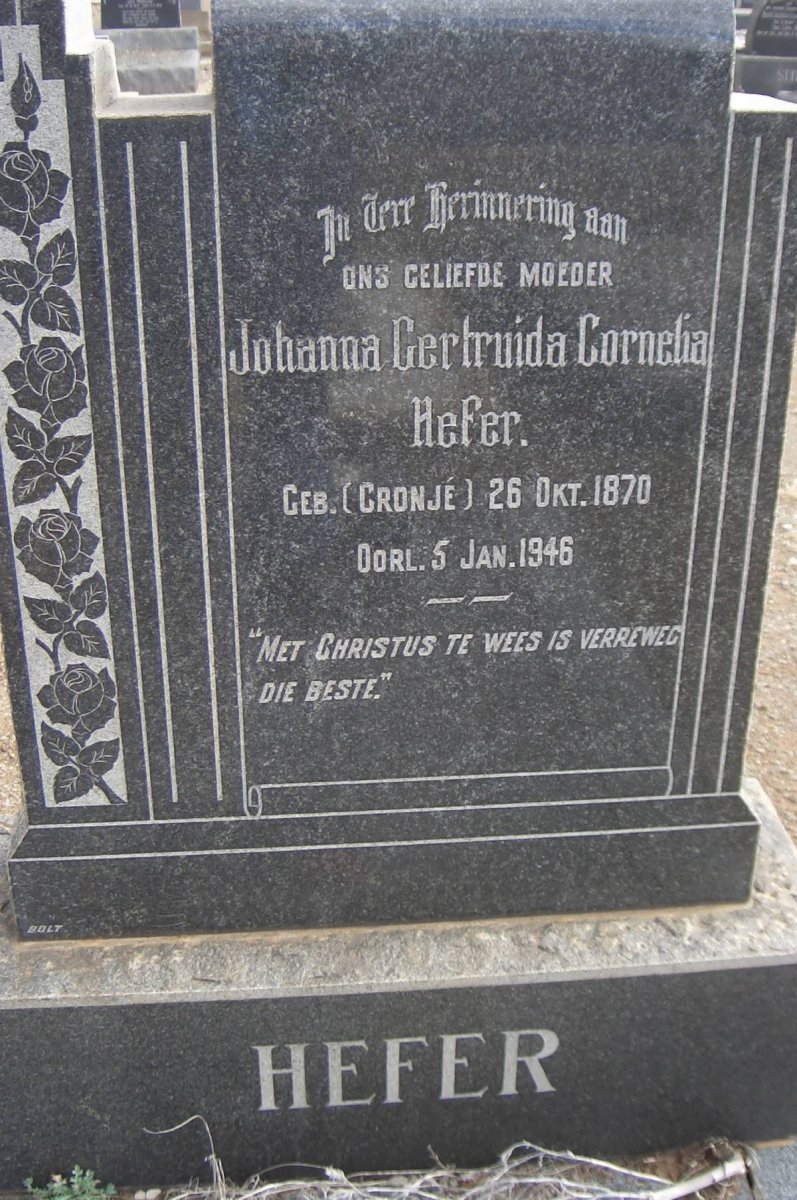 In Tere Herinnering aan
ONS GELIEFDE MOEDER
Johanna Gertruida Cornelia
Hefer.
GEB. (CRONJÉ) 26 OKT. 1870
OORL. 5 JAN. 1946
"MET CHRISTUS TE WEES IS VERREWEG
DIE BESTE."
BOLT
HEFER